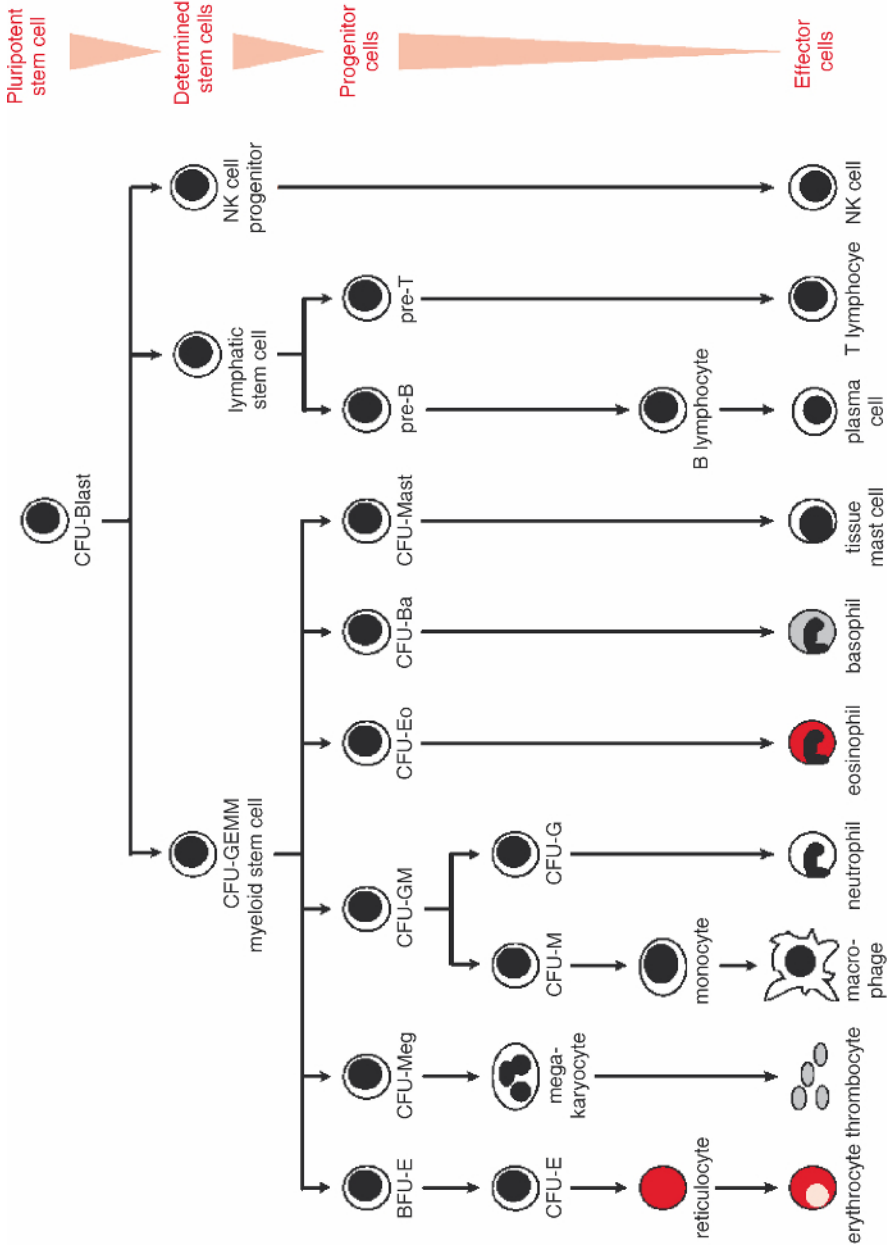 Pluripotent
stem cell
Determined
stem cells
Progenitor
cells
Effector
cells
CFU-Blast
CFU-GEMM
myeloid stem cell
lymphatic
stem cell
NK cell
progenitor
BFU-E
CFU-Meg
CFU-GM
CFU-Eo
CFU-Ba
CFU-Mast
pre-B
pre-T
CFU-E
mega-
karyocyte
CFU-M
CFU-G
reticulocyte
monocyte
B lymphocyte
erythrocyte
thrombocyte
macro-
phage
neutrophil
eosinophil
basophil
tissue
mast cell
plasma
cell
T lymphocye
NK cell